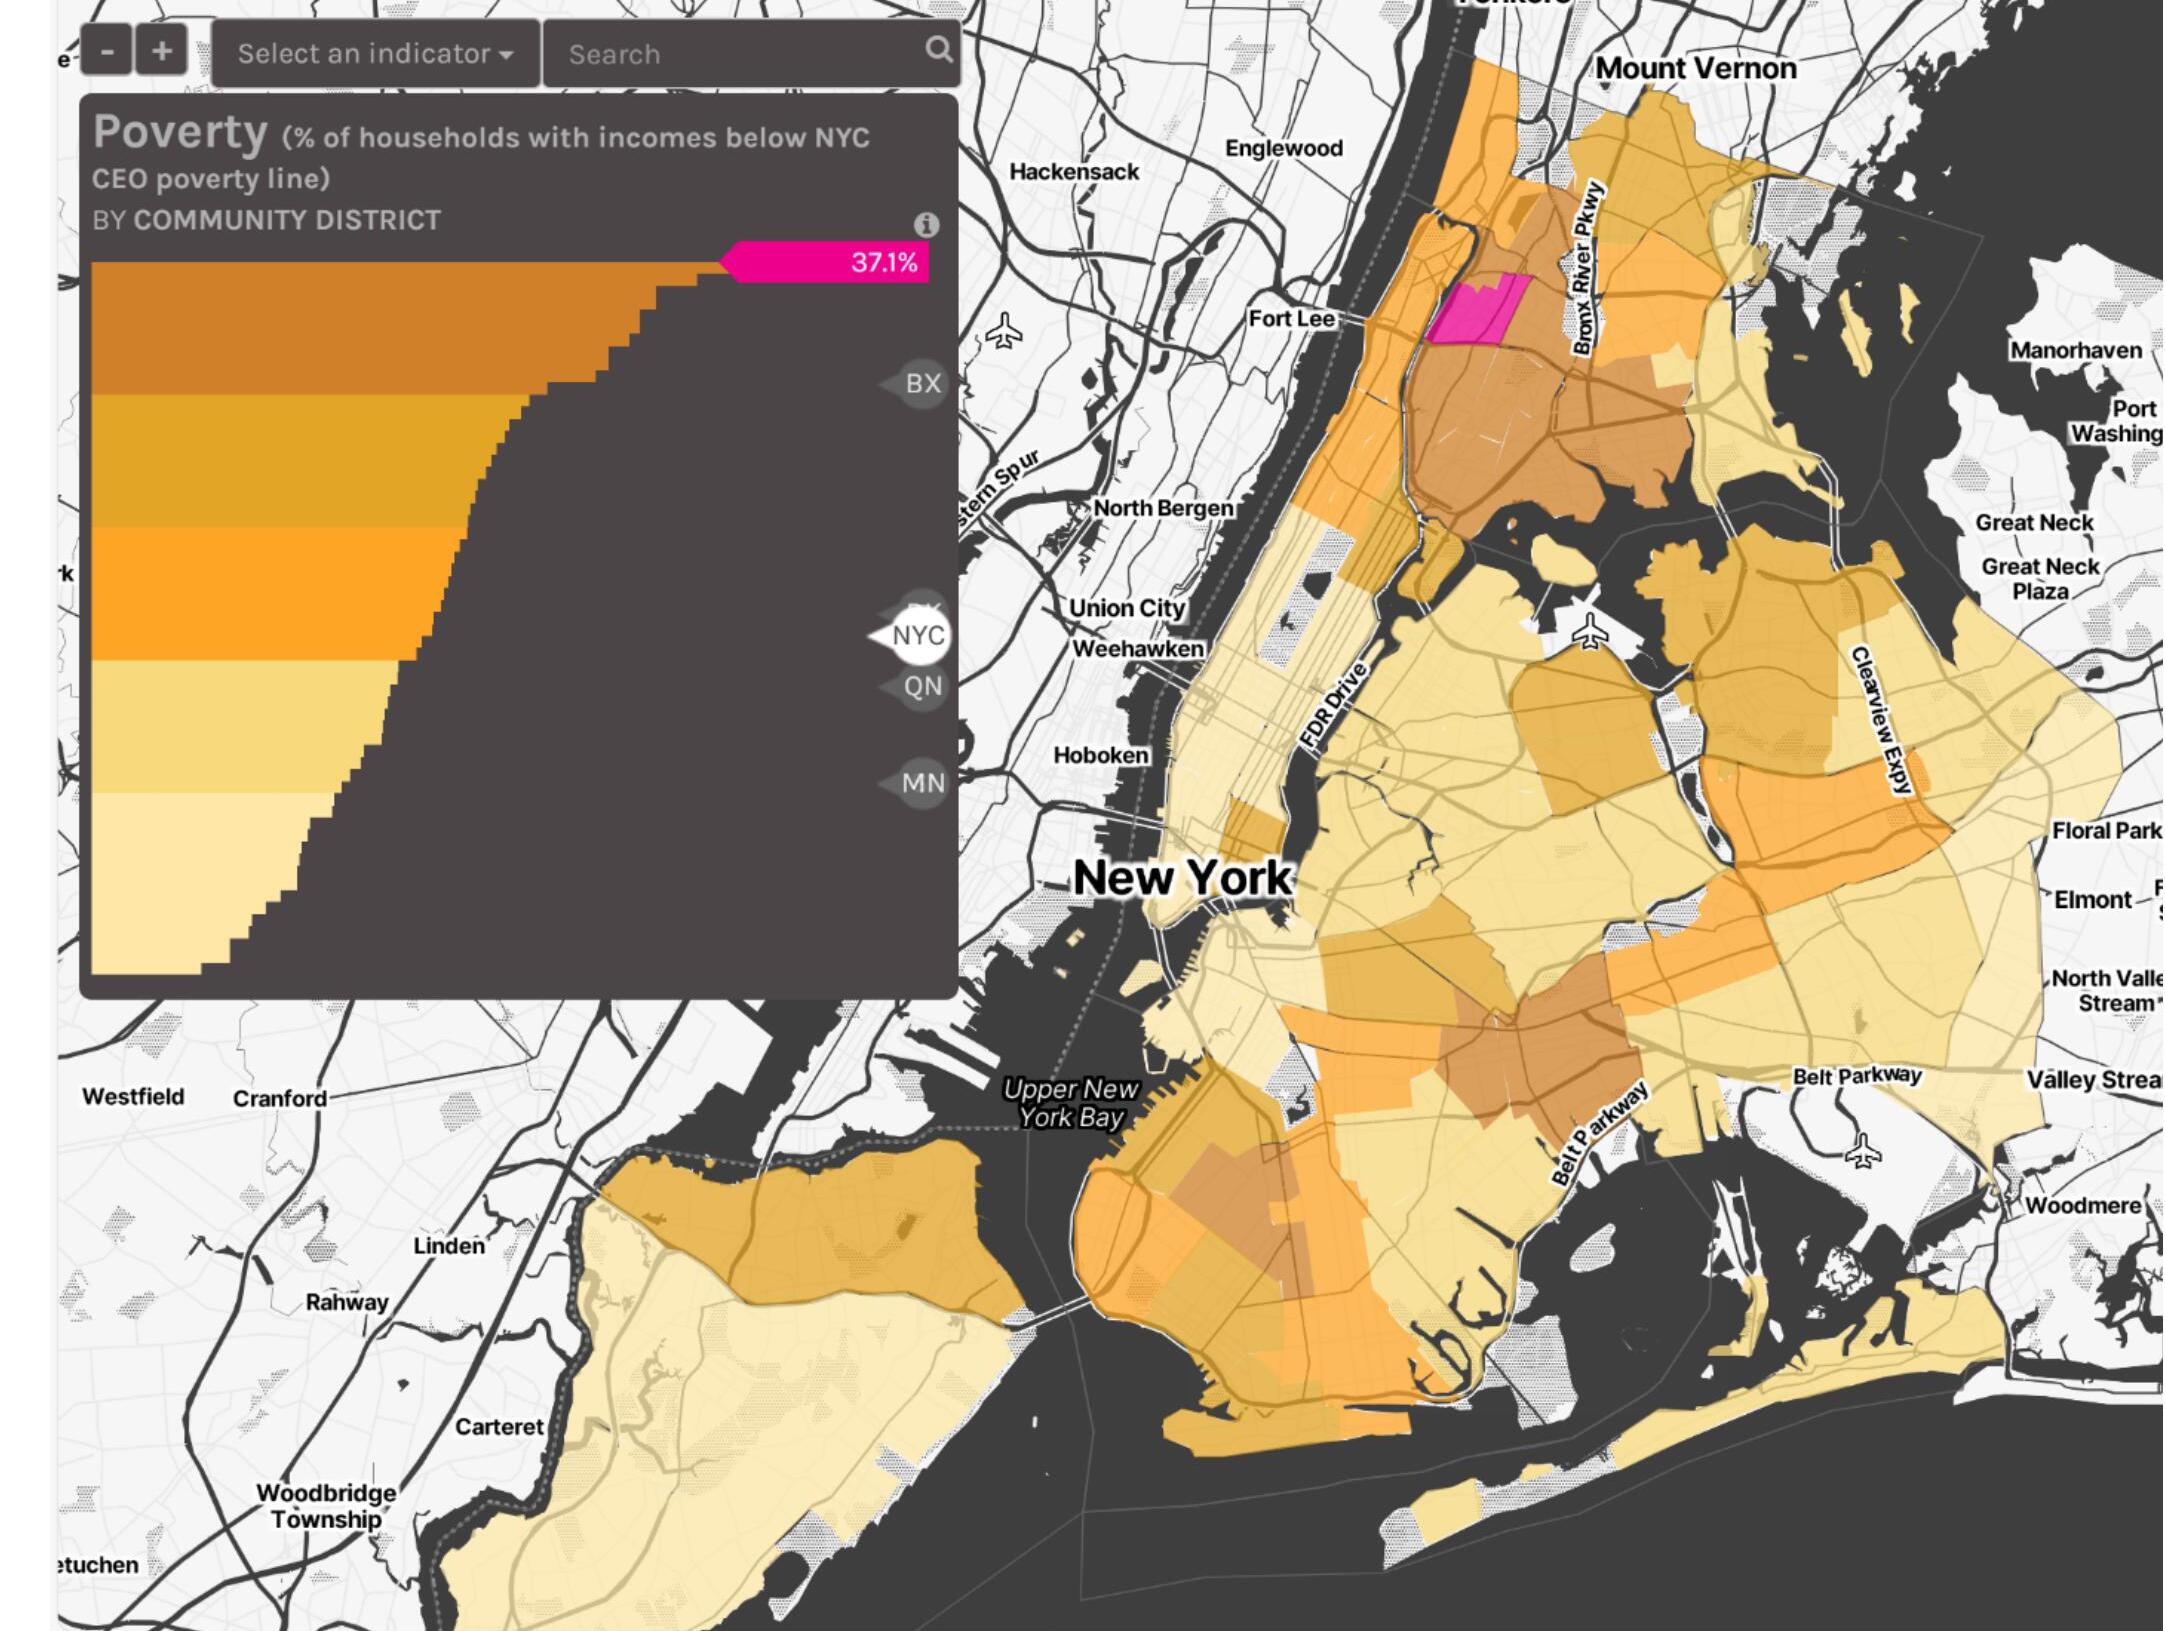 - + Select an indicator Search
Poverty (% of households with incomes below NYC
CEO poverty line)
BY COMMUNITY DISTRICT
i
37.1%
BX
NYC
QN
MN
Mount Vernon
Englewood
Hackensack
Bronx River Pkwy
Fort Lee
Manorhaven
Port
Washing
North Bergen
Great Neck
Great Neck
Plaza
Union City
Weehawken
FDR Drive
Clearview Expy
Hoboken
Floral Park
New York
Elmont
North Valle
Stream
Upper New
York Bay
Belt Parkway
Valley Strea
Westfield
Cranford
Belt Parkway
Woodmere
Linden
Rahway
Carteret
Woodbridge
Township
etuchen